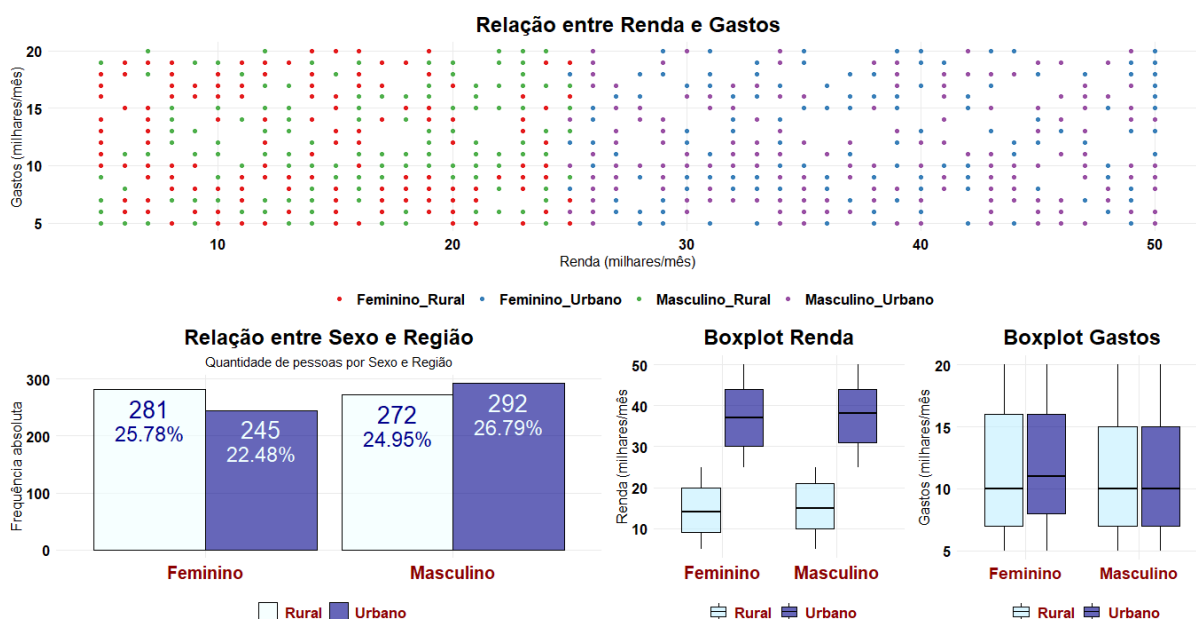 Relação entre Renda e Gastos
Gastos (milhares/mês)
20
15
10
5
10 20 30 40 50
Renda (milhares/mês)
Feminino_Rural Feminino_Urbano Masculino_Rural Masculino_Urbano
Relação entre Sexo e Região
Quantidade de pessoas por Sexo e Região
Frequência absoluta
300
200
100
0
281
25.78%
245
22.48%
272
24.95%
292
26.79%
Feminino Masculino
Rural Urbano
Boxplot Renda
Renda (milhares/mês
50
40
30
20
10
Feminino Masculino
Rural Urbano
Boxplot Gastos
Gastos (milhares/mês
20
15
10
5
Feminino Masculino
Rural Urbano